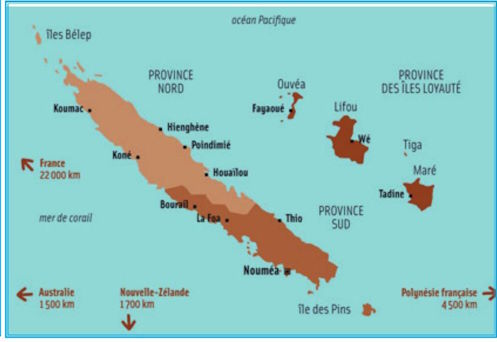 océan Pacifique
îles Bélep
PROVINCE
NORD
Ouvéa
PROVINCE
DES ÎLES LOYAUTÉ
Koumac
Fayaoué
Lifou
Hienghène
Wé
Poindimié
Tiga
Koné
France
22 000 km
Houaïlou
Maré
Tadine
Bourail
mer de corail
La Foa
Thio
PROVINCE
SUD
Nouméa
Australie
1 500 km
Nouvelle-Zélande
1 700 km
île des Pins
Polynésie française
4 500 km